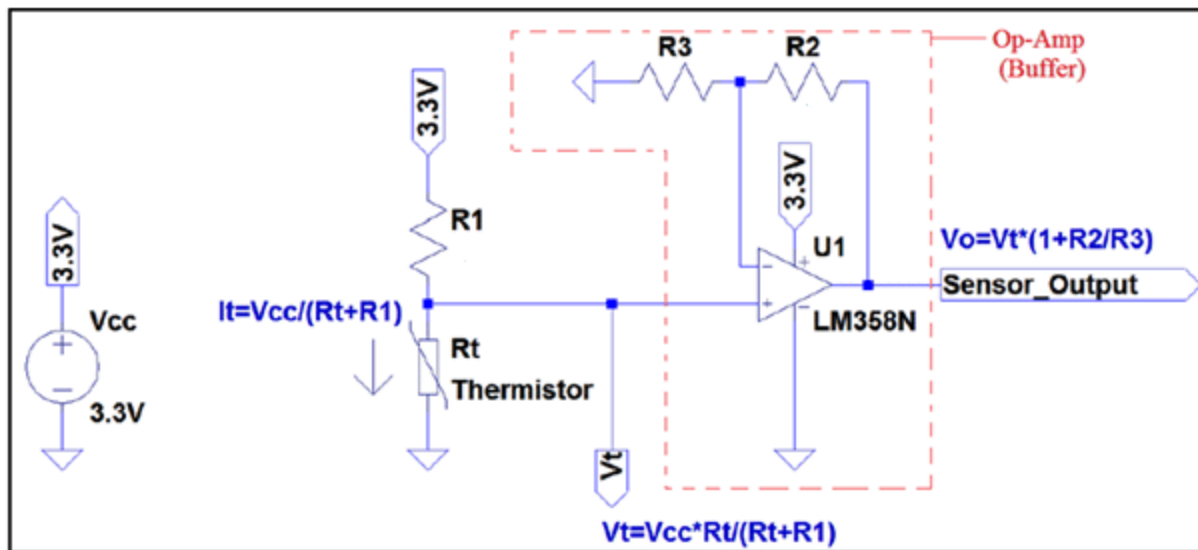 R3
R2
Op-Amp
(Buffer)
3.3V
3.3V
3.3V
R1
U1
Vo=Vt*(1+R2/R3)
Sensor_Output
It=Vcc/(Rt+R1)
LM358N
Vcc
3.3V
Rt
Thermistor
Vt
Vt=Vcc*Rt/(Rt+R1)